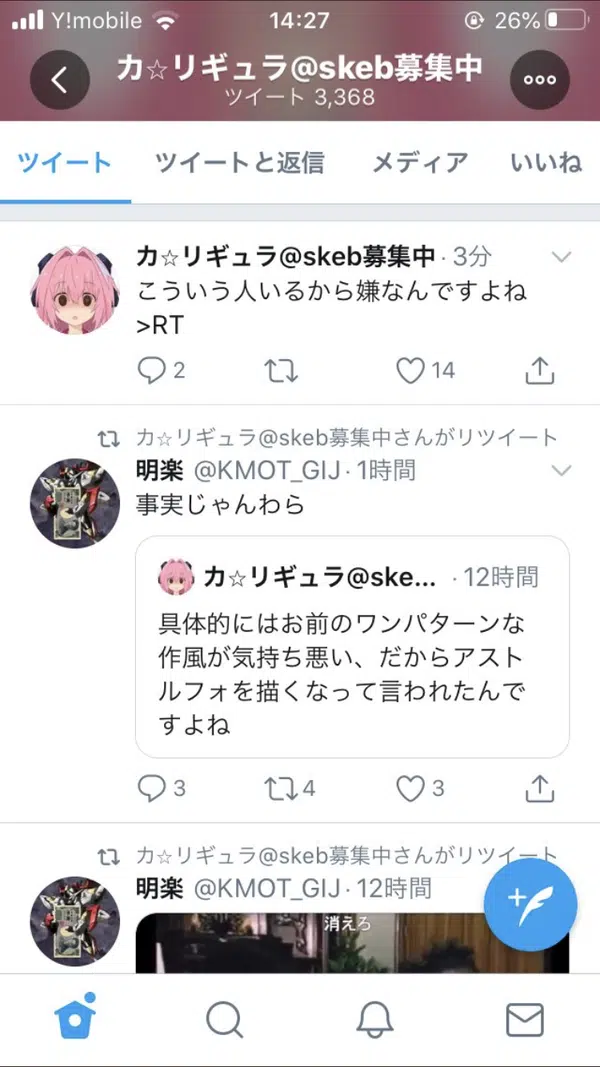 Y!mobile 14:27 26%
カ☆リギュラ@skeb募集中
ツイート 3,368
ツイート ツイートと返信 メディア いいね
カ☆リギュラ@skeb募集中 · 3分
こういう人いるから嫌なんですよね
>RT
2 14
カ☆リギュラ@skeb募集中さんがリツイート
明楽 @KMOT_GIJ · 1時間
事実じゃんわら
カ☆リギュラ@ske... · 12時間
具体的にはお前のワンパターンな
作風が気持ち悪い、だからアスト
ルフォを描くなって言われたんで
すよね
3 4 3
カ☆リギュラ@skeb募集中さんがリツイート
明楽 @KMOT_GIJ · 12時間
消えろ